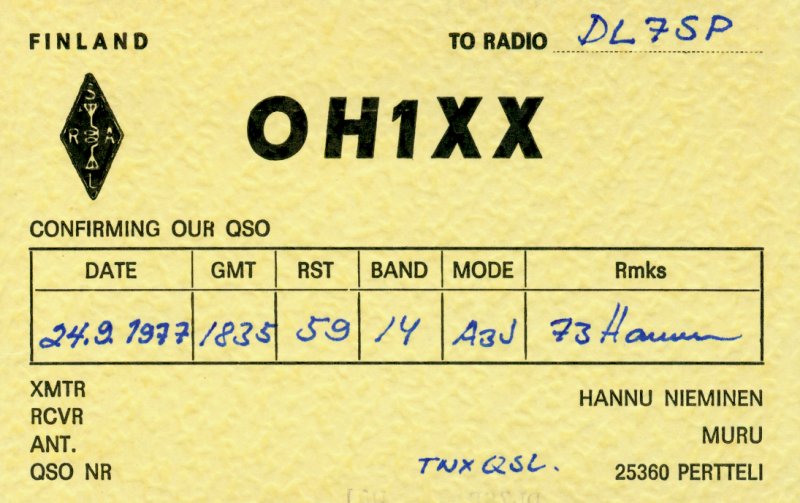 FINLAND TO RADIO DL7SP
S
R A
L
OH1XX
CONFIRMING OUR QSO
DATE GMT RST BAND MODE Rmks
24.9.1977 1835 59 14 A3J 73 Hannu
XMTR
RCVR
ANT.
QSO NR
HANNU NIEMINEN
MURU
TNX QSL. 25360 PERTTELI